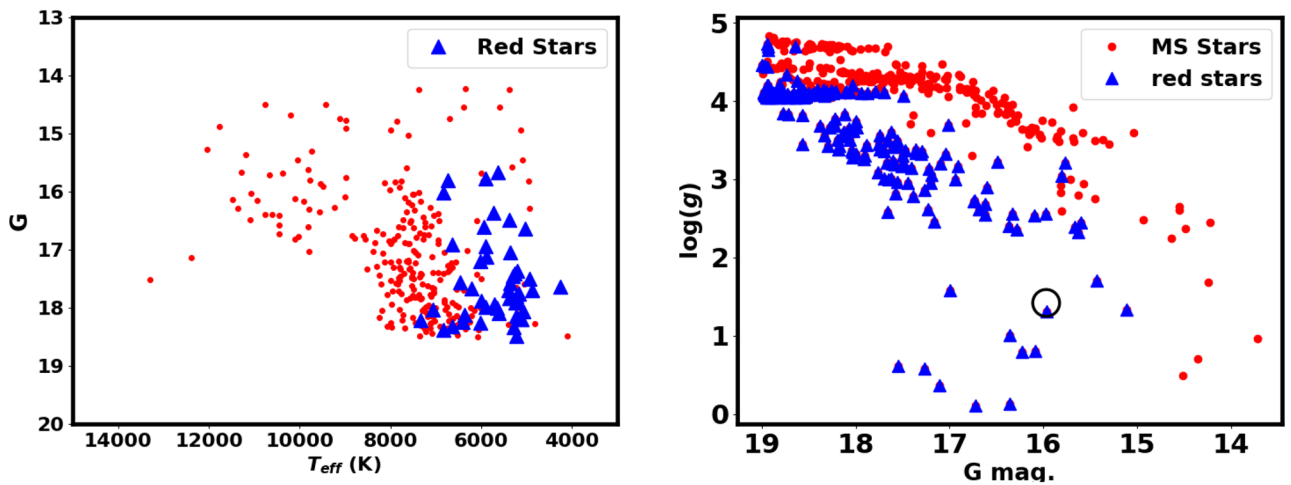 13
14
15
16
17
18
19
20
G
14000 12000 10000 8000 6000 4000
T_eff (K)
Red Stars
5
4
3
2
1
0
log(g)
19 18 17 16 15 14
G mag.
MS Stars
red stars